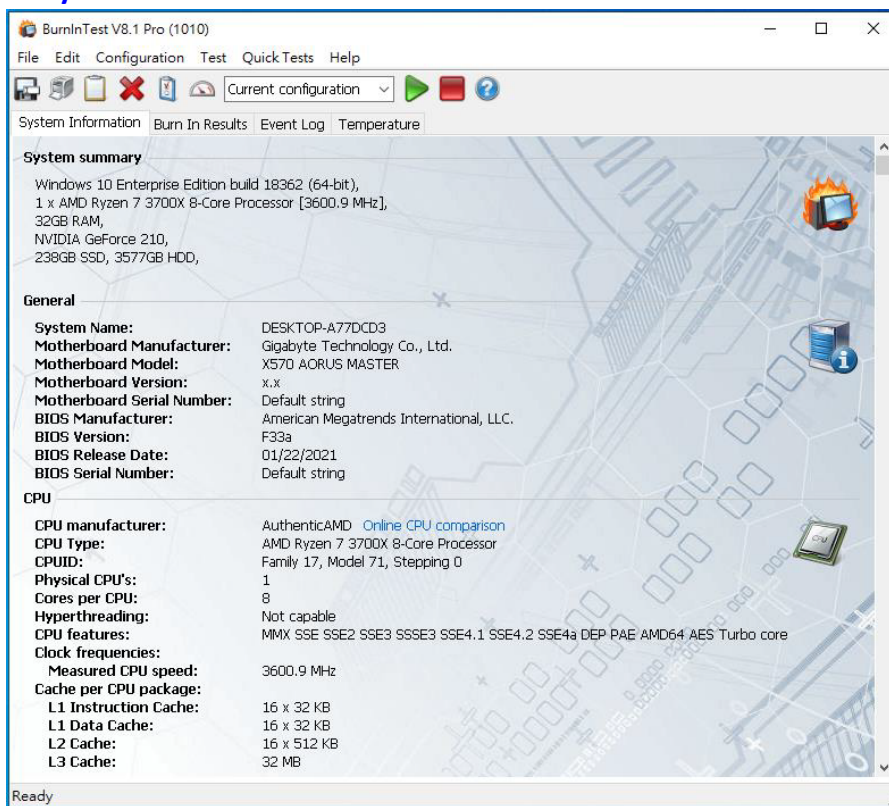 BurnInTest V8.1 Pro (1010)
File Edit Configuration Test Quick Tests Help
Current configuration
System Information Burn In Results Event Log Temperature
System summary
Windows 10 Enterprise Edition build 18362 (64-bit),
1 x AMD Ryzen 7 3700X 8-Core Processor [3600.9 MHz],
32GB RAM,
NVIDIA GeForce 210,
238GB SSD, 3577GB HDD,
General
System Name: DESKTOP-A77DCD3
Motherboard Manufacturer: Gigabyte Technology Co., Ltd.
Motherboard Model: X570 AORUS MASTER
Motherboard Version: x.x
Motherboard Serial Number: Default string
BIOS Manufacturer: American Megatrends International, LLC.
BIOS Version: F33a
BIOS Release Date: 01/22/2021
BIOS Serial Number: Default string
CPU
CPU manufacturer: AuthenticAMD Online CPU comparison
CPU Type: AMD Ryzen 7 3700X 8-Core Processor
CPUID: Family 17, Model 71, Stepping 0
Physical CPU's: 1
Cores per CPU: 8
Hyperthreading: Not capable
CPU features: MMX SSE SSE2 SSE3 SSSE3 SSE4.1 SSE4.2 SSE4a DEP PAE AMD64 AES Turbo core
Clock frequencies:
Measured CPU speed: 3600.9 MHz
Cache per CPU package:
L1 Instruction Cache: 16 x 32 KB
L1 Data Cache: 16 x 32 KB
L2 Cache: 16 x 512 KB
L3 Cache: 32 MB
Ready